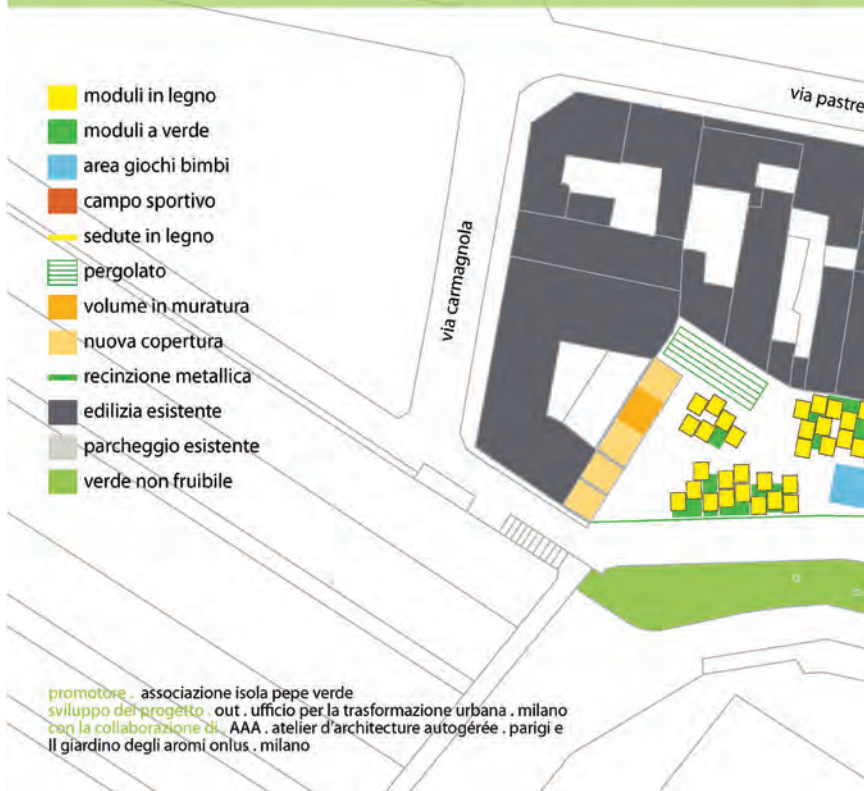 moduli in legno
moduli a verde
area giochi bimbi
campo sportivo
sedute in legno
pergolato
volume in muratura
nuova copertura
recinzione metallica
edilizia esistente
parcheggio esistente
verde non fruibile
via carmagnola
via pastre
promotore . associazione isola pepe verde
sviluppo del progetto . out . ufficio per la trasformazione urbana . milano
con la collaborazione di . AAA . atelier d'architecture autogérée . parigi e
Il giardino degli aromi onlus . milano